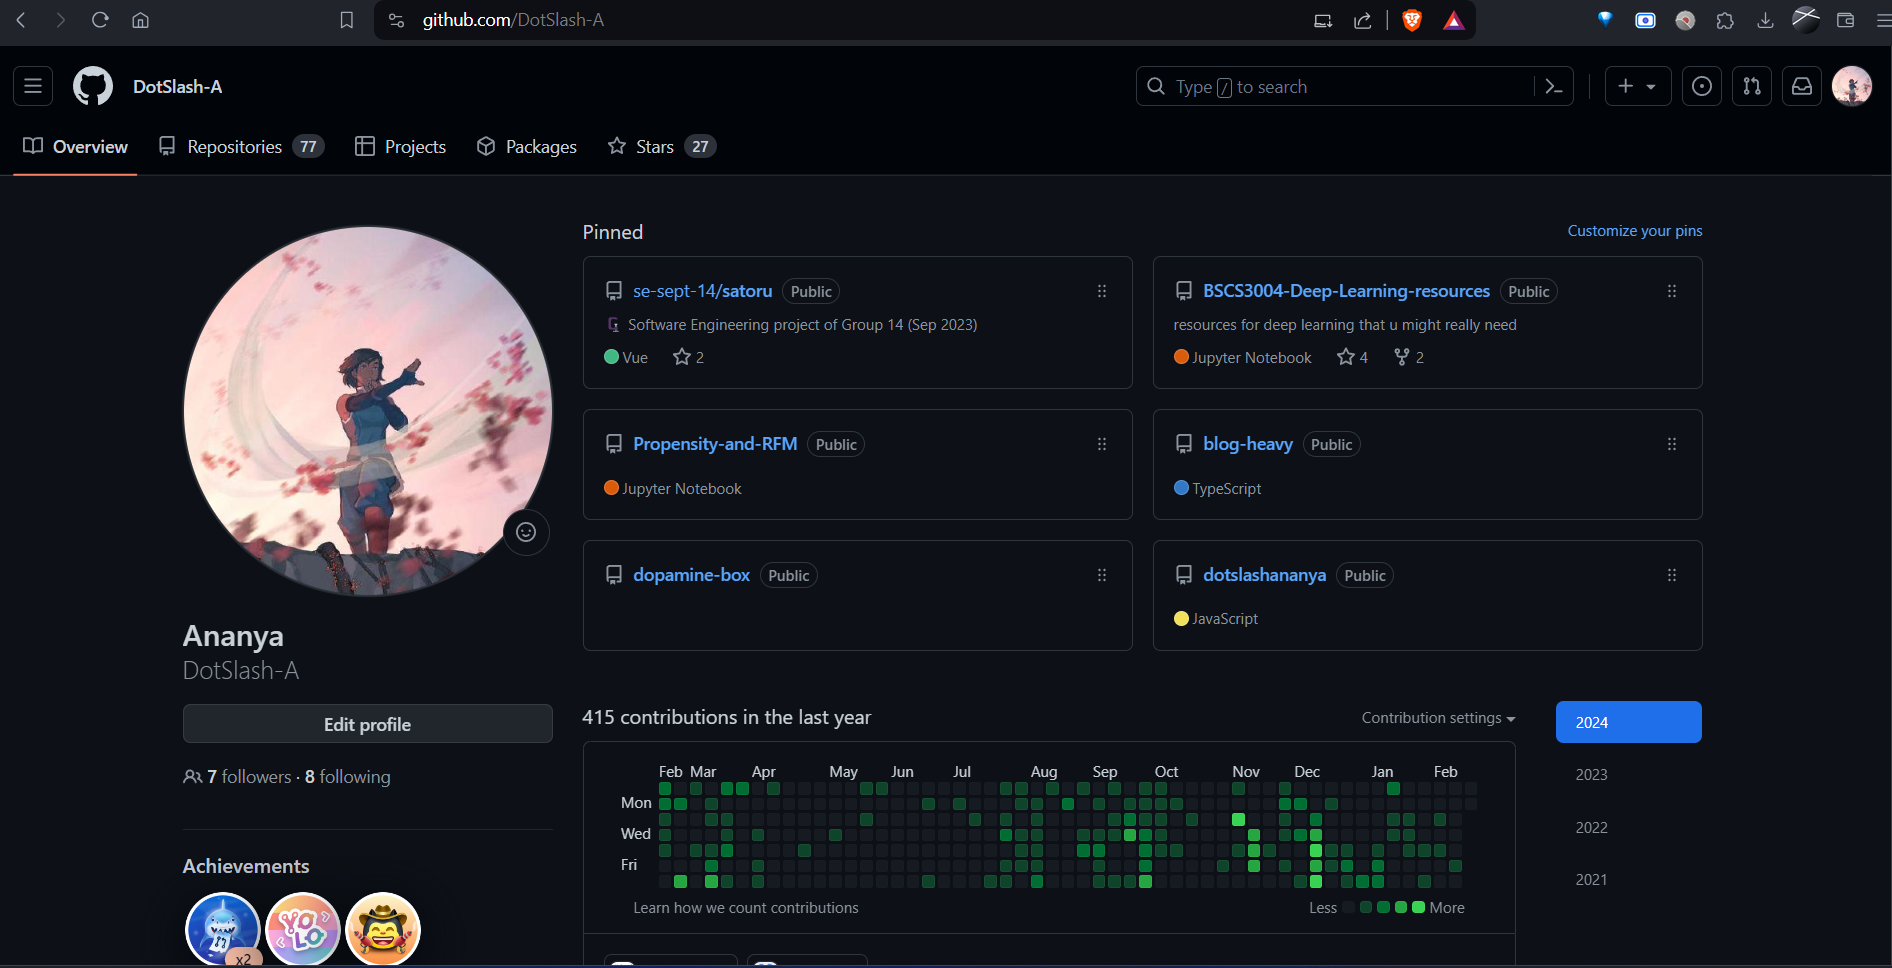 github.com/DotSlash-A
DotSlash-A
Type / to search
Overview
Repositories 77
Projects
Packages
Stars 27
Pinned
Customize your pins
se-sept-14/satoru Public
Software Engineering project of Group 14 (Sep 2023)
Vue 2
BSCS3004-Deep-Learning-resources Public
resources for deep learning that u might really need
Jupyter Notebook 4 2
Propensity-and-RFM Public
Jupyter Notebook
blog-heavy Public
TypeScript
dopamine-box Public
dotslashananya Public
JavaScript
Ananya
DotSlash-A
Edit profile
7 followers · 8 following
Achievements
YOLO
x2
415 contributions in the last year
Contribution settings
Feb Mar Apr May Jun Jul Aug Sep Oct Nov Dec Jan Feb
Mon
Wed
Fri
Learn how we count contributions
Less More
2024
2023
2022
2021